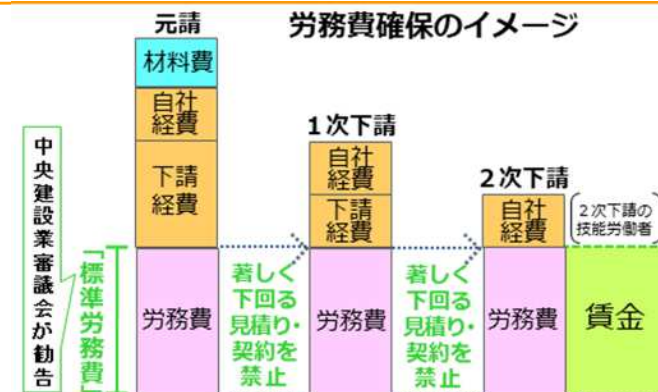 労務費確保のイメージ
元請
材料費
自社
経費
下請
経費
労務費
中央建設業審議会が勧告
「標準労務費」
著しく
下回る
見積り・
契約を
禁止
1次下請
自社
経費
下請
経費
労務費
著しく
下回る
見積り・
契約を
禁止
2次下請
自社
経費
労務費
(2次下請の
技能労働者)
賃金